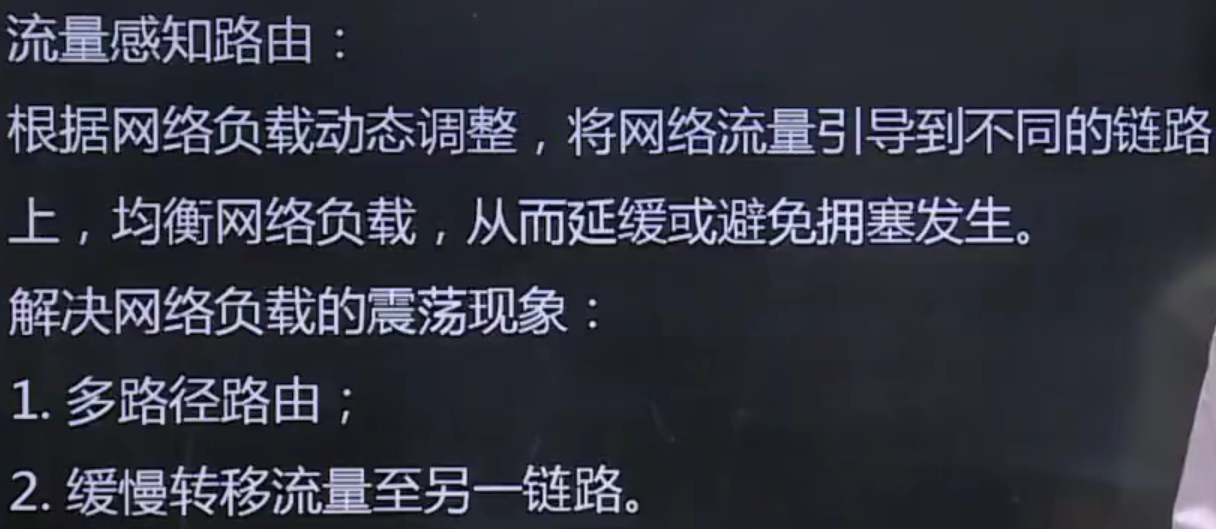 流量感知路由：
根据网络负载动态调整，将网络流量引导到不同的链路
上，均衡网络负载，从而延缓或避免拥塞发生。
解决网络负载的震荡现象：
1. 多路径路由；
2. 缓慢转移流量至另一链路。